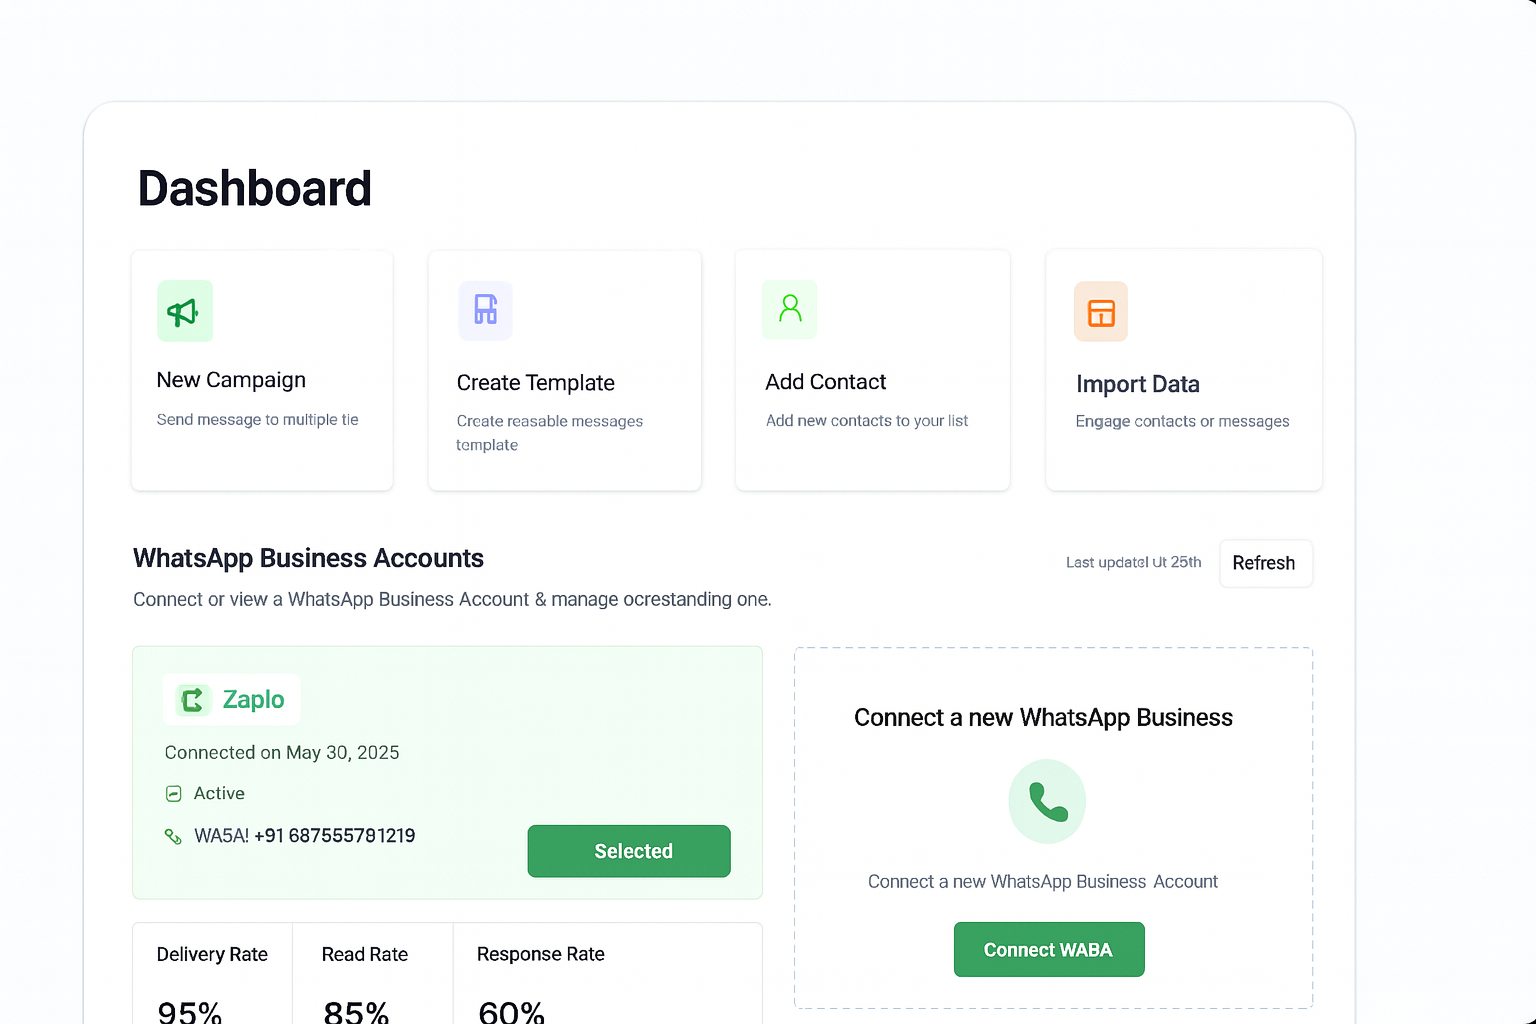 Dashboard
New Campaign
Send message to multiple tie
Create Template
Create reasable messages
template
Add Contact
Add new contacts to your list
Import Data
Engage contacts or messages
WhatsApp Business Accounts
Connect or view a WhatsApp Business Account & manage ocrestanding one.
Last updatel Ut 25th
Refresh
Zaplo
Connected on May 30, 2025
Active
WA5A! +91 687555781219
Selected
Connect a new WhatsApp Business
Connect a new WhatsApp Business Account
Connect WABA
Delivery Rate
95%
Read Rate
85%
Response Rate
60%